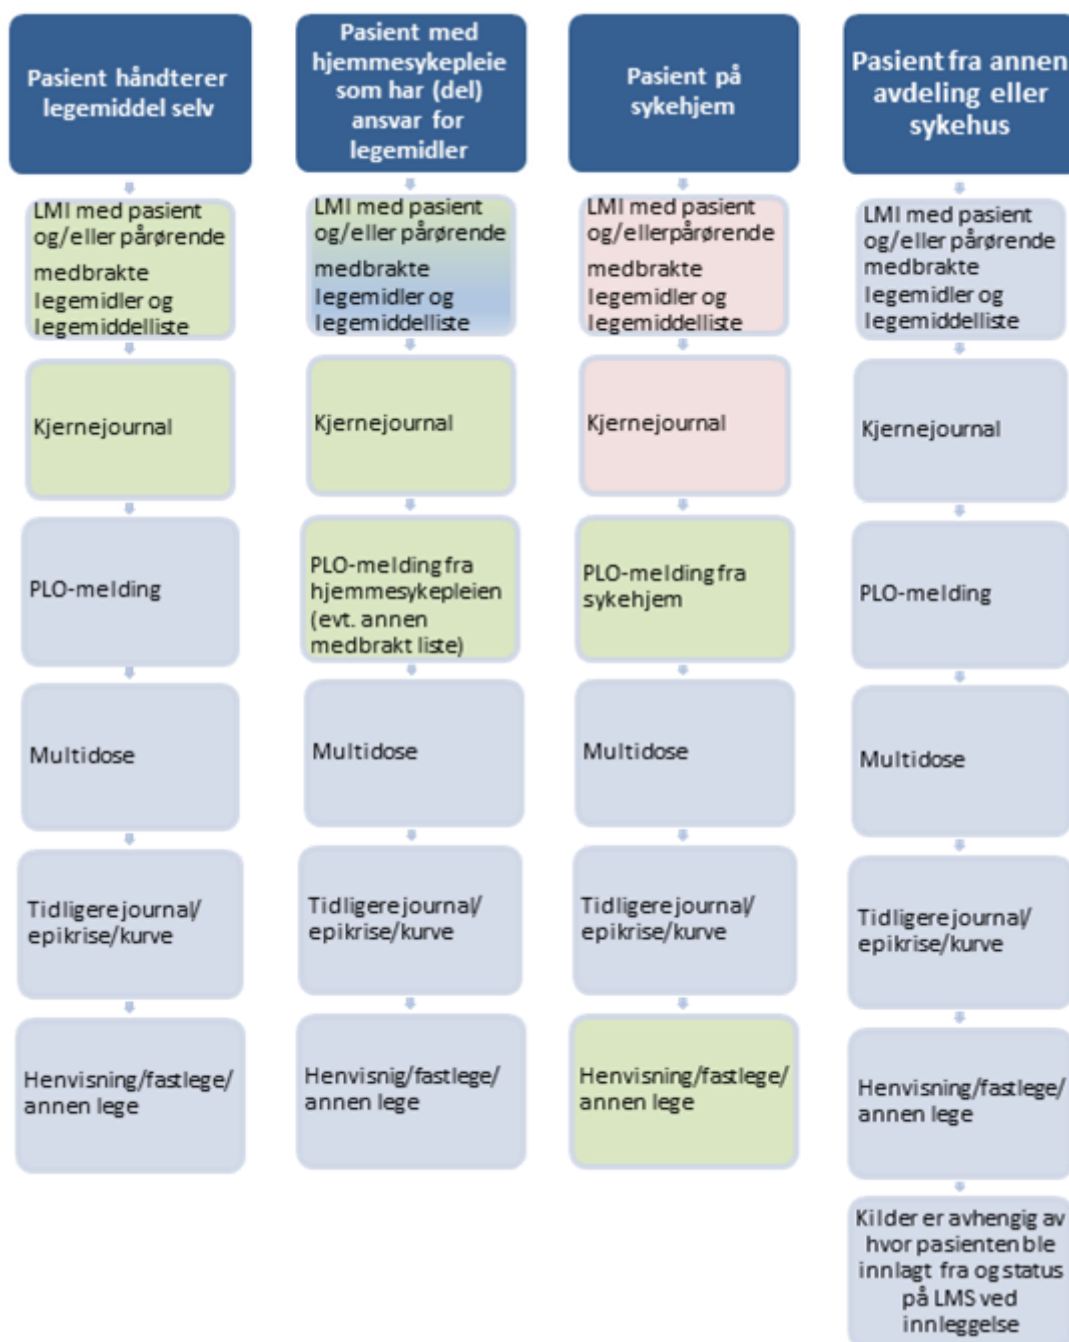 Pasient håndterer
legemiddel selv
LMI med pasient
og/eller pårørende
medbrakte
legemidler og
legemiddelliste
Kjernejournal
PLO-melding
Multidose
Tidligere journal/
epikrise/kurve
Henvisning/fastlege/
annen lege
Pasient med
hjemmesykepleie
som har (del)
ansvar for
legemidler
LMI med pasient
og/eller pårørende
medbrakte
legemidler og
legemiddelliste
Kjernejournal
PLO-melding fra
hjemmesykepleien
(evt. annen
medbrakt liste)
Multidose
Tidligere journal/
epikrise/kurve
Henvisnig/fastlege/
annen lege
Pasient på
sykehjem
LMI med pasient
og/ellerpårørende
medbrakte
legemidler og
legemiddelliste
Kjernejournal
PLO-melding fra
sykehjem
Multidose
Tidligere journal/
epikrise/kurve
Henvisning/fastlege/
annen lege
Pasient fra annen
avdeling eller
sykehus
LMI med pasient
og/eller pårørende
medbrakte
legemidler og
legemiddelliste
Kjernejournal
PLO-melding
Multidose
Tidligere journal/
epikrise/kurve
Henvisning/fastlege/
annen lege
Kilder er avhengig av
hvor pasienten ble
innlagt fra og status
på LMS ved
innleggelse